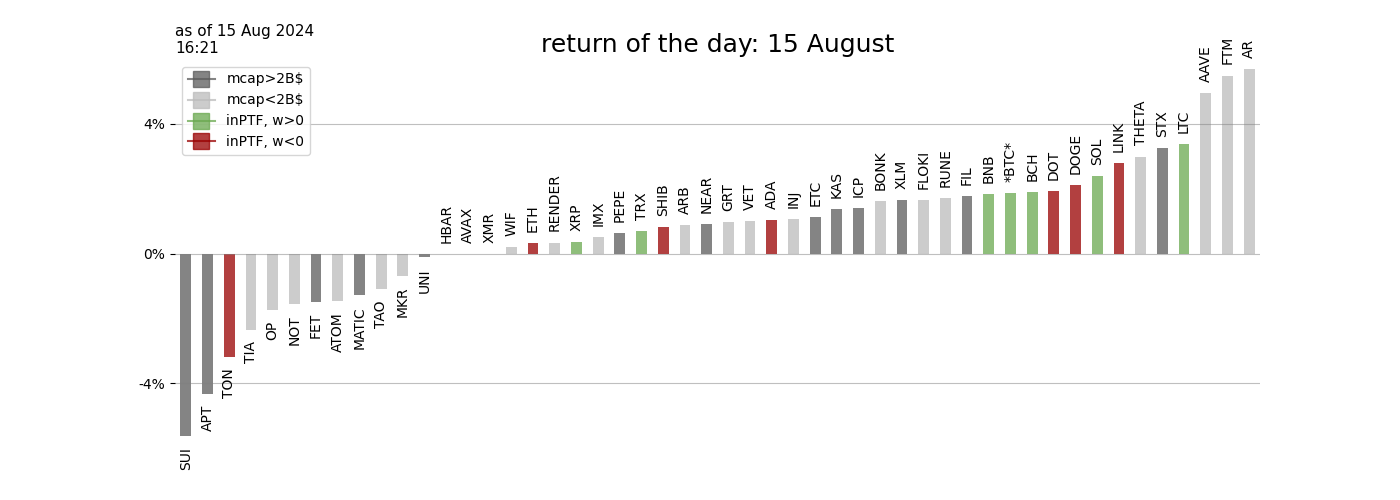 as of 15 Aug 2024
16:21
return of the day: 15 August
mcap>2B$
mcap<2B$
inPTF, w>0
inPTF, w<0
4%
0%
-4%
SUI
APT
TON
TIA
OP
NOT
FET
ATOM
MATIC
TAO
MKR
UNI
HBAR
AVAX
XMR
WIF
ETH
RENDER
XRP
IMX
PEPE
TRX
SHIB
ARB
NEAR
GRT
VET
ADA
INJ
ETC
KAS
ICP
BONK
XLM
FLOKI
RUNE
FIL
BNB
*BTC*
BCH
DOT
DOGE
SOL
LINK
THETA
STX
LTC
AAVE
FTM
AR